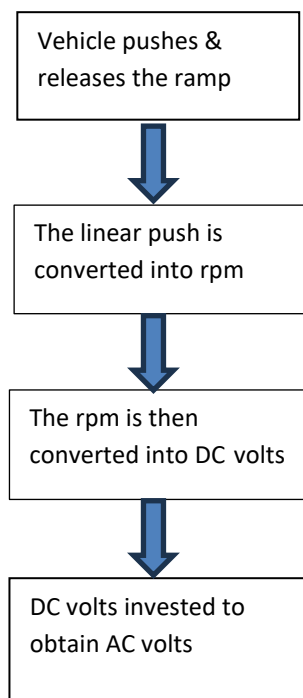 Vehicle pushes &
releases the ramp
The linear push is
converted into rpm
The rpm is then
converted into DC volts
DC volts invested to
obtain AC volts